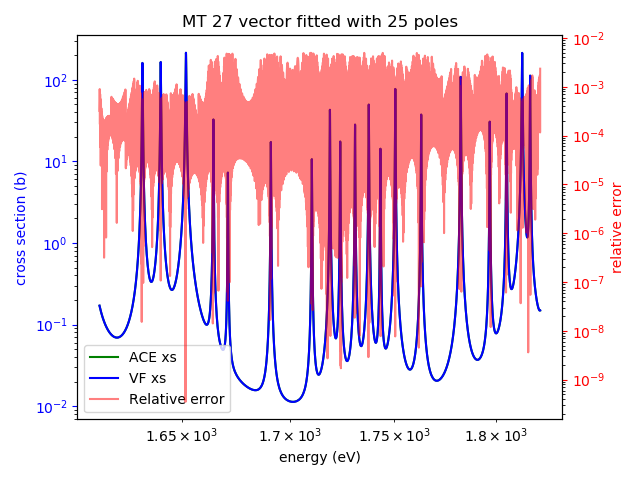 MT 27 vector fitted with 25 poles
10²
10¹
10⁰
10⁻¹
10⁻²
cross section (b)
10⁻²
10⁻³
10⁻⁴
10⁻⁵
10⁻⁶
10⁻⁷
10⁻⁸
10⁻⁹
relative error
ACE xs
VF xs
Relative error
1.65 × 10³ 1.7 × 10³ 1.75 × 10³ 1.8 × 10³
energy (eV)